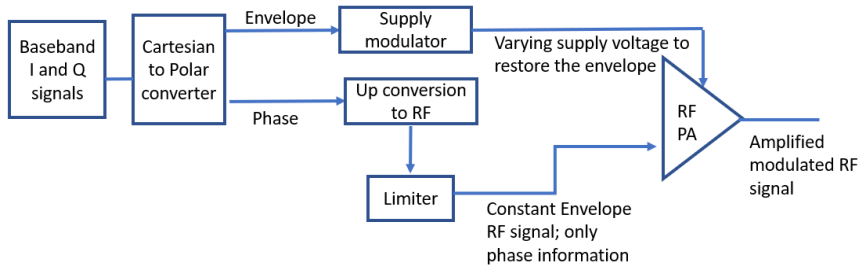 Baseband
I and Q
signals
Cartesian
to Polar
converter
Envelope
Supply
modulator
Varying supply voltage to
restore the envelope
Phase
Up conversion
to RF
Limiter
Constant Envelope
RF signal; only
phase information
RF
PA
Amplified
modulated RF
signal